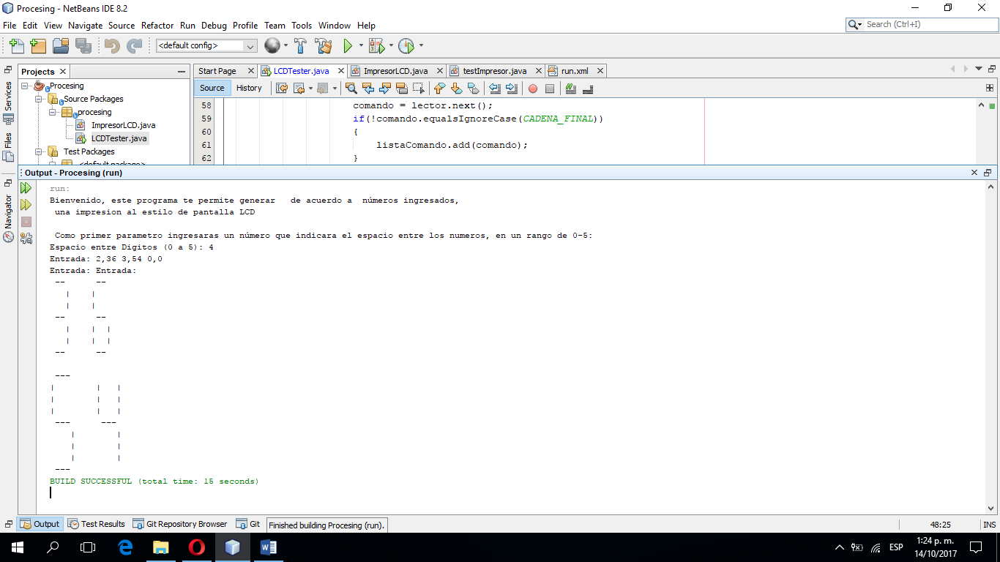 Procesing - NetBeans IDE 8.2
File Edit View Navigate Source Refactor Run Debug Profile Team Tools Window Help
Search (Ctrl+I)
<default config>
Projects
Start Page LCDTester.java ImpresorLCD.java testImpresor.java run.xml
Source History
Services
Files
Navigator
Procesing
Source Packages
procesing
ImpresorLCD.java
LCDTester.java
Test Packages
<default package>
58 comando = lector.next();
59 if(!comando.equalsIgnoreCase(CADENA_FINAL))
60 {
61 listaComando.add(comando);
62 }
Output - Procesing (run)
run:
Bienvenido, este programa te permite generar   de acuerdo a  números ingresados,
 una impresion al estilo de pantalla LCD
 Como primer parametro ingresaras un número que indicara el espacio entre los numeros, en un rango de 0-5:
Espacio entre Digitos (0 a 5): 4
Entrada: 2,36 3,54 0,0
Entrada: Entrada:
 --      --
   |    |
   |    |
 --      --
   |    |  |
   |    |  |
 --      --
 ---
|        |   |
|        |   |
|        |   |
 ---      ---
    |        |
    |        |
    |        |
 ---
BUILD SUCCESSFUL (total time: 15 seconds)
Output Test Results Git Repository Browser Git Finished building Procesing (run).
48:25 INS
ESP
1:24 p. m.
14/10/2017